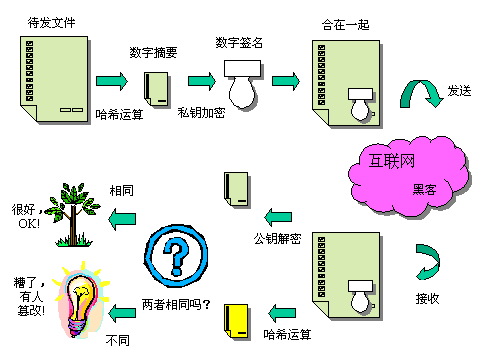 待发文件
数字摘要
数字签名
合在一起
哈希运算
私钥加密
发送
互联网
黑客
相同
很好，
OK!
公钥解密
?
糟了，
有人
篡改!
两者相同吗?
接收
不同
哈希运算